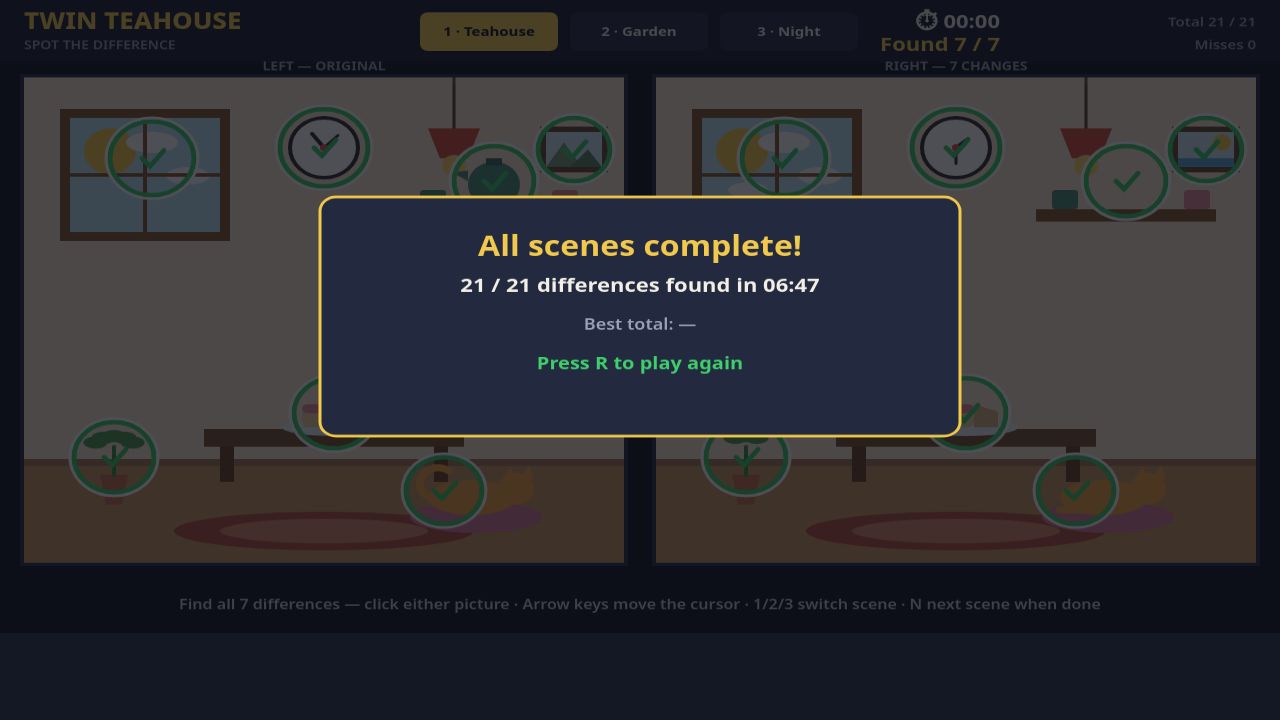 TWIN TEAHOUSE
SPOT THE DIFFERENCE
1 · Teahouse
2 · Garden
3 · Night
⏱ 00:00
Found 7 / 7
Total 21 / 21
Misses 0
LEFT — ORIGINAL
RIGHT — 7 CHANGES
All scenes complete!
21 / 21 differences found in 06:47
Best total: —
Press R to play again
Find all 7 differences — click either picture · Arrow keys move the cursor · 1/2/3 switch scene · N next scene when done